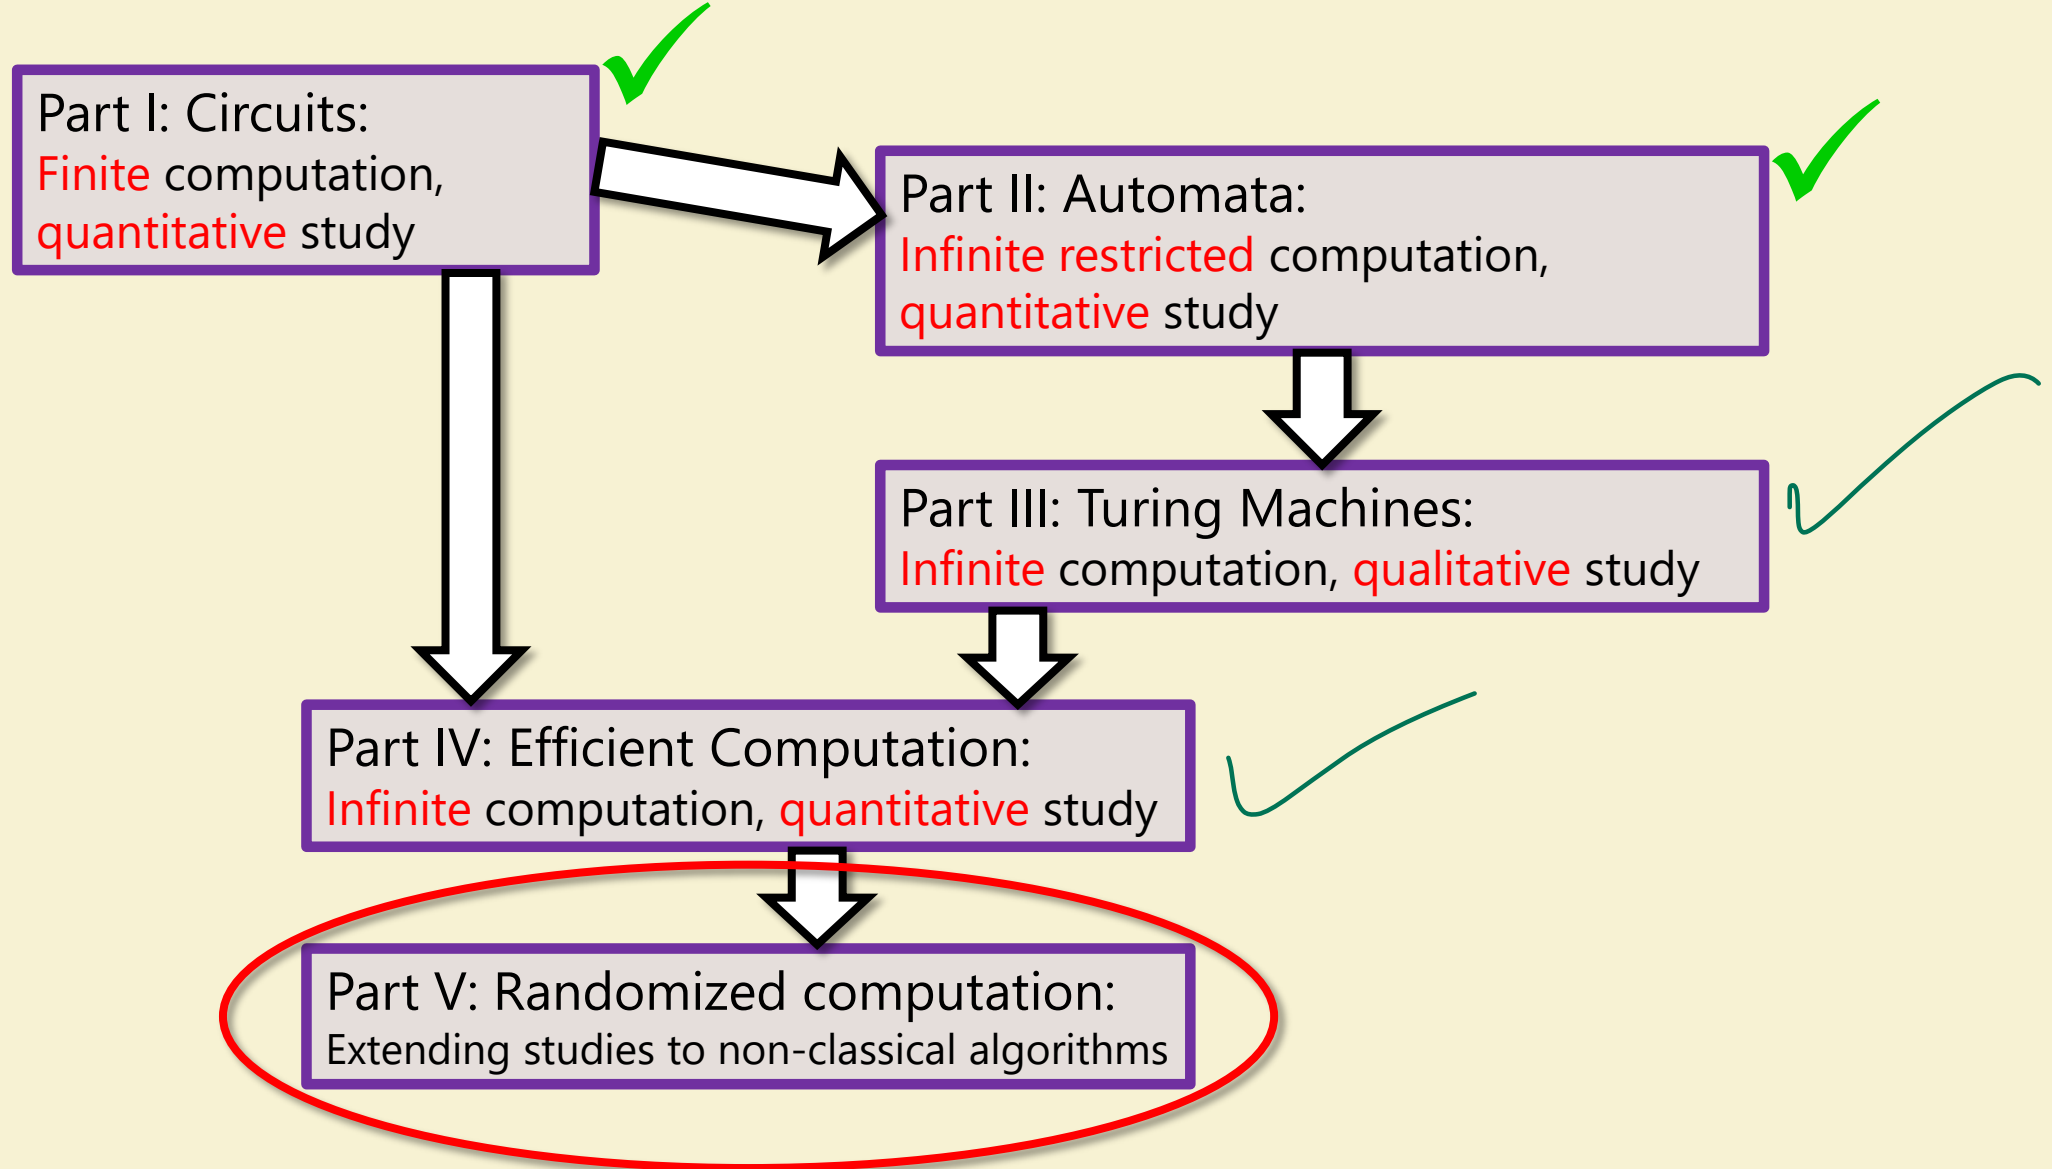 Part I: Circuits:
Finite computation,
quantitative study
Part II: Automata:
Infinite restricted computation,
quantitative study
Part III: Turing Machines:
Infinite computation, qualitative study
Part IV: Efficient Computation:
Infinite computation, quantitative study
Part V: Randomized computation:
Extending studies to non-classical algorithms